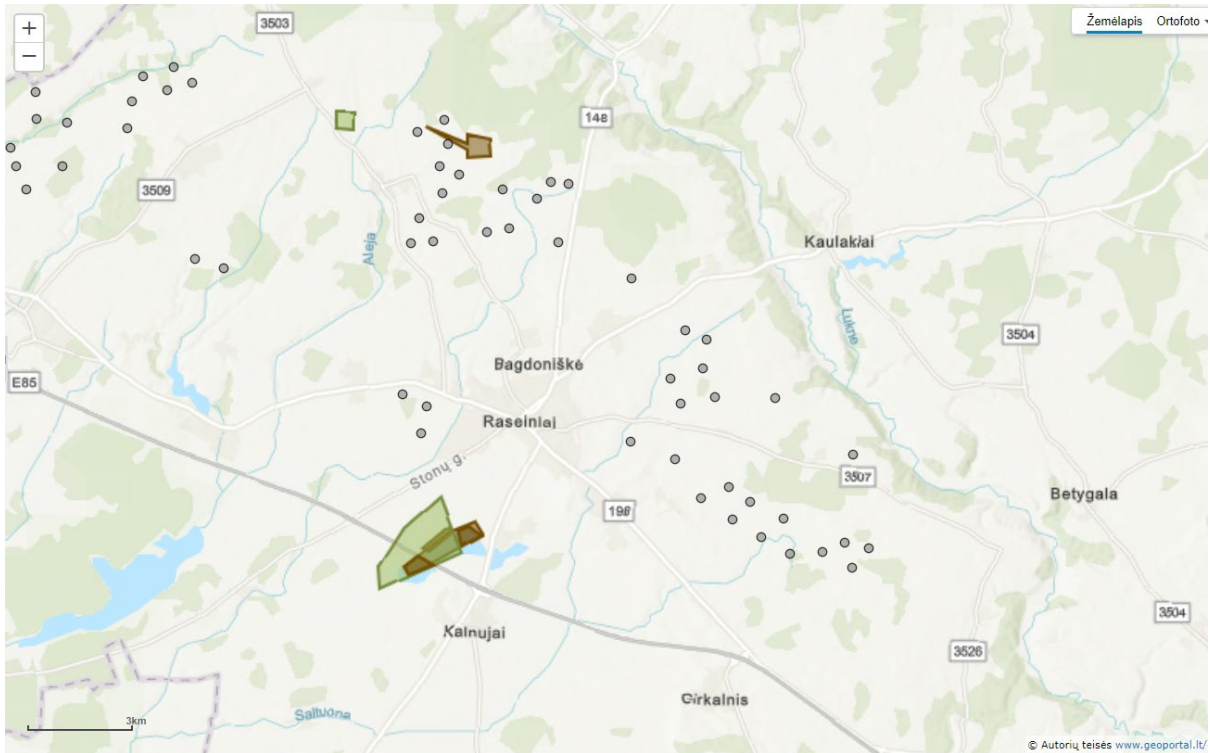 +
−
Žemėlapis Ortofoto
3503
148
3509
Aleja
Kaulakiai
Lukne
3504
Bagdoniškė
E85
Raseiniai
Stonų g.
3507
Betygala
198
3504
Kalnujai
3526
Girkalnis
Saltuona
3km
© Autorių teisės www.geoportal.lt/